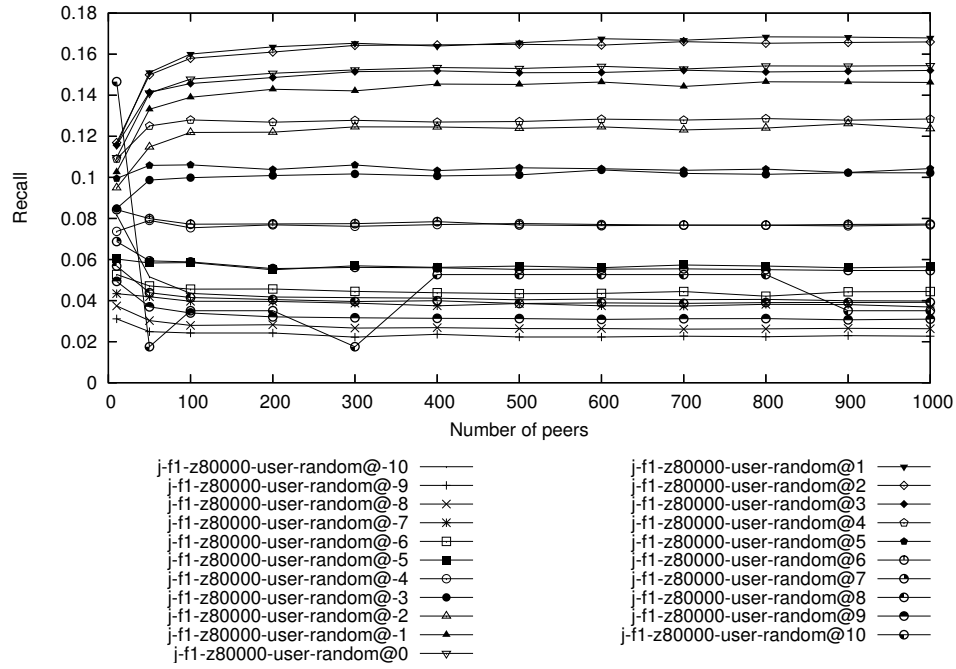 0.18
0.16
0.14
0.12
0.1
0.08
0.06
0.04
0.02
0
Recall
0 100 200 300 400 500 600 700 800 900 1000
Number of peers
j-f1-z80000-user-random@-10
j-f1-z80000-user-random@-9
j-f1-z80000-user-random@-8
j-f1-z80000-user-random@-7
j-f1-z80000-user-random@-6
j-f1-z80000-user-random@-5
j-f1-z80000-user-random@-4
j-f1-z80000-user-random@-3
j-f1-z80000-user-random@-2
j-f1-z80000-user-random@-1
j-f1-z80000-user-random@0
j-f1-z80000-user-random@1
j-f1-z80000-user-random@2
j-f1-z80000-user-random@3
j-f1-z80000-user-random@4
j-f1-z80000-user-random@5
j-f1-z80000-user-random@6
j-f1-z80000-user-random@7
j-f1-z80000-user-random@8
j-f1-z80000-user-random@9
j-f1-z80000-user-random@10